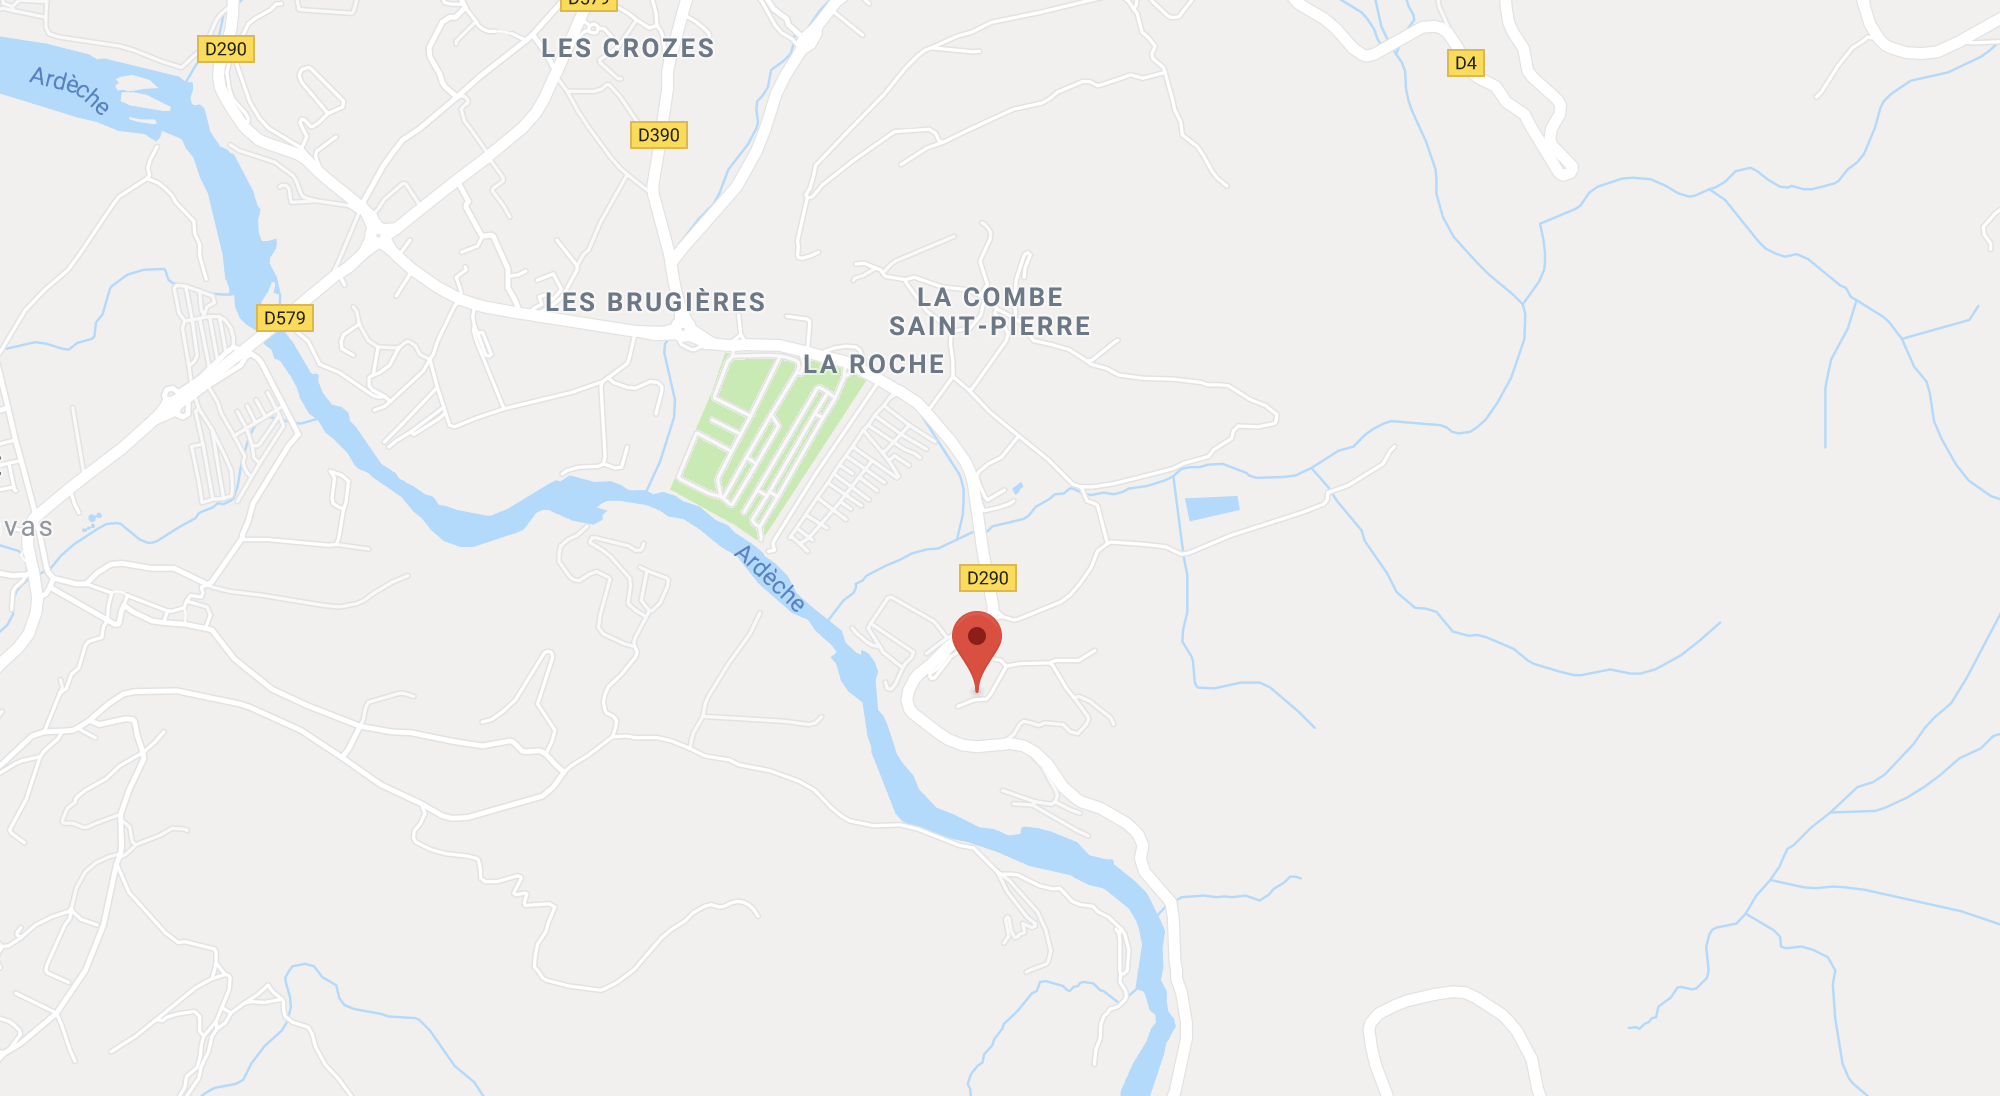 D579
LES CROZES
D290
D4
Ardèche
D390
LES BRUGIÈRES
LA COMBE
SAINT-PIERRE
D579
LA ROCHE
vas
Ardèche
D290